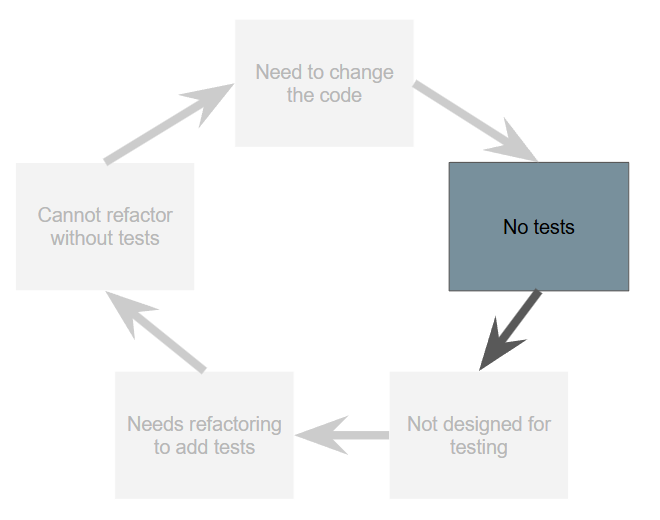 Need to change
the code
No tests
Not designed for
testing
Needs refactoring
to add tests
Cannot refactor
without tests